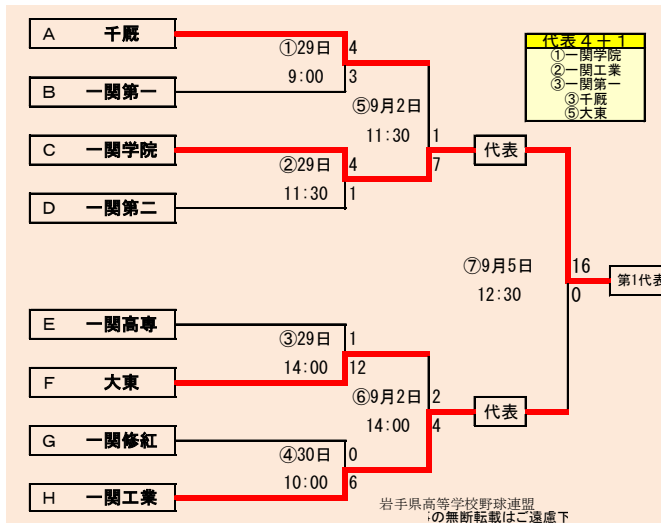 A 千厩
①29日 4
9:00 3
B 一関第一
⑤9月2日
11:30 1
7
C 一関学院
②29日 4
11:30 1
D 一関第二
代表
代表4+1
①一関学院
②一関工業
③一関第一
③千厩
⑤大東
⑦9月5日 16
12:30 0
第1代表
E 一関高専
③29日 1
14:00 12
F 大東
⑥9月2日 2
14:00 4
代表
G 一関修紅
④30日 0
10:00 6
H 一関工業
岩手県高等学校野球連盟
の無断転載はご遠慮下